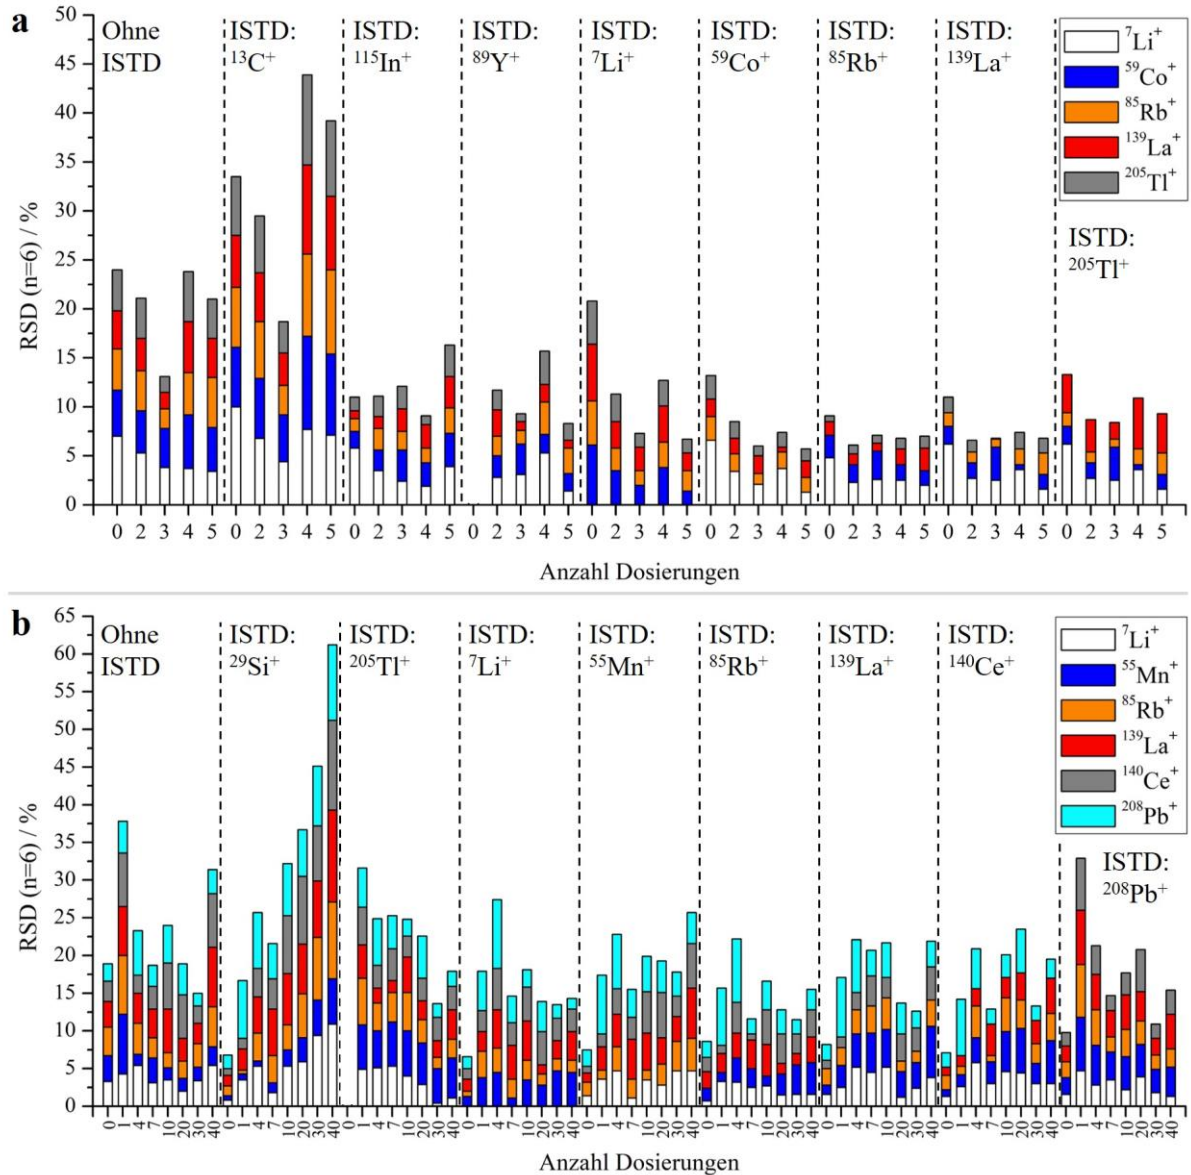 a
RSD (n=6) / %
50
45
40
35
30
25
20
15
10
5
0
Ohne
ISTD
ISTD:
¹³C⁺
ISTD:
¹¹⁵In⁺
ISTD:
⁸⁹Y⁺
ISTD:
⁷Li⁺
ISTD:
⁵⁹Co⁺
ISTD:
⁸⁵Rb⁺
ISTD:
¹³⁹La⁺
⁷Li⁺
⁵⁹Co⁺
⁸⁵Rb⁺
¹³⁹La⁺
²⁰⁵Tl⁺
ISTD:
²⁰⁵Tl⁺
0 2 3 4 5 0 2 3 4 5 0 2 3 4 5 0 2 3 4 5 0 2 3 4 5 0 2 3 4 5 0 2 3 4 5 0 2 3 4 5 0 2 3 4 5
Anzahl Dosierungen
b
RSD (n=6) / %
65
60
55
50
45
40
35
30
25
20
15
10
5
0
Ohne
ISTD
ISTD:
²⁹Si⁺
ISTD:
²⁰⁵Tl⁺
ISTD:
⁷Li⁺
ISTD:
⁵⁵Mn⁺
ISTD:
⁸⁵Rb⁺
ISTD:
¹³⁹La⁺
ISTD:
¹⁴⁰Ce⁺
⁷Li⁺
⁵⁵Mn⁺
⁸⁵Rb⁺
¹³⁹La⁺
¹⁴⁰Ce⁺
²⁰⁸Pb⁺
ISTD:
²⁰⁸Pb⁺
0 1 4 7 10 20 30 40 0 1 4 7 10 20 30 40 0 1 4 7 10 20 30 40 0 1 4 7 10 20 30 40 0 1 4 7 10 20 30 40 0 1 4 7 10 20 30 40 0 1 4 7 10 20 30 40 0 1 4 7 10 20 30 40 0 1 4 7 10 20 30 40
Anzahl Dosierungen